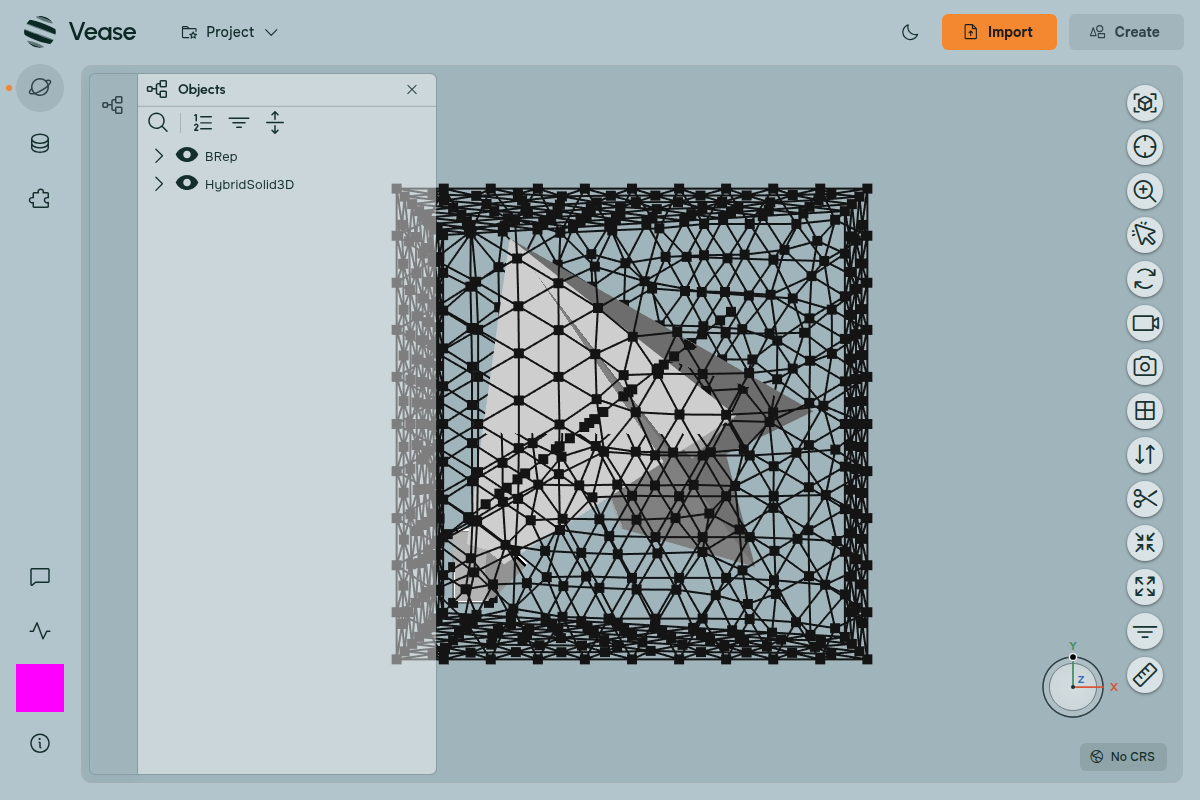 Vease
Project
Import
Create
Objects
BRep
HybridSolid3D
Y
Z
X
No CRS